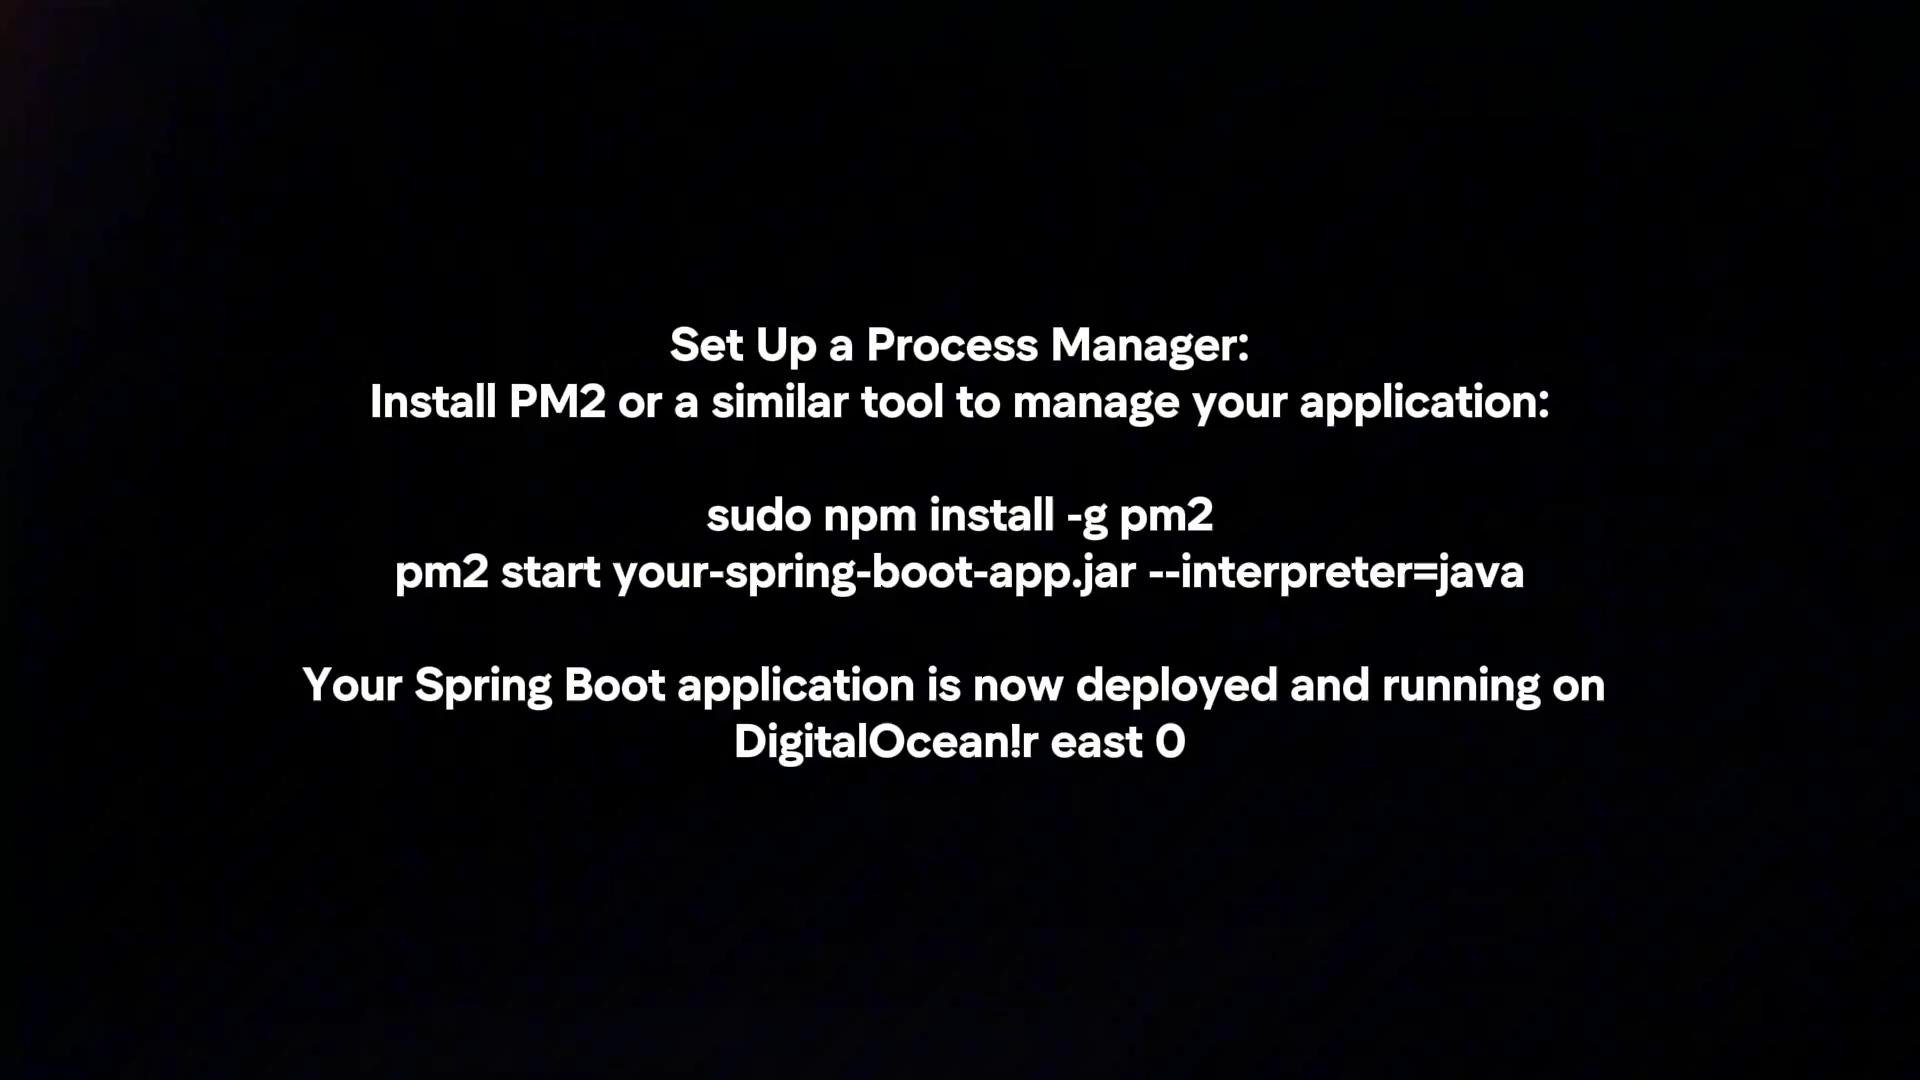 Set Up a Process Manager:
Install PM2 or a similar tool to manage your application:
sudo npm install -g pm2
pm2 start your-spring-boot-app.jar --interpreter=java
Your Spring Boot application is now deployed and running on
DigitalOcean!r east 0